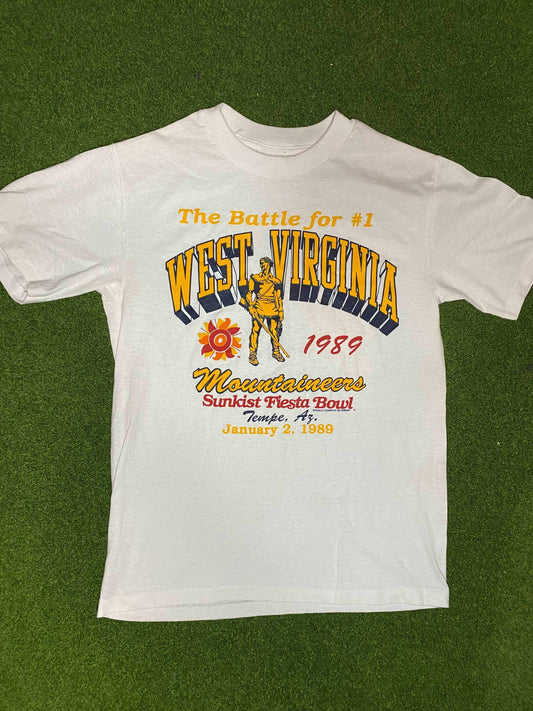 The Battle for #1
WEST VIRGINIA
1989
Mountaineers
Sunkist Fiesta Bowl
Tempe, Az.
January 2, 1989